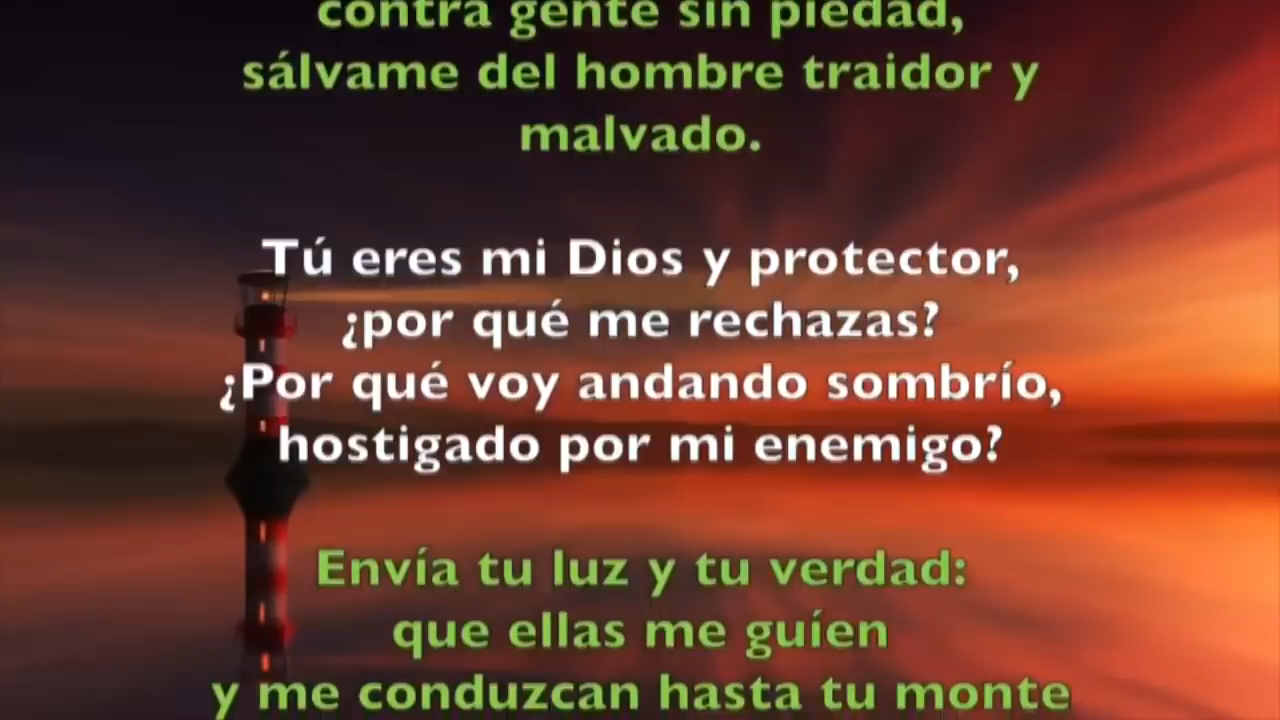 contra gente sin piedad,
sálvame del hombre traidor y
malvado.
Tú eres mi Dios y protector,
¿por qué me rechazas?
¿Por qué voy andando sombrío,
hostigado por mi enemigo?
Envía tu luz y tu verdad:
que ellas me guíen
y me conduzcan hasta tu monte